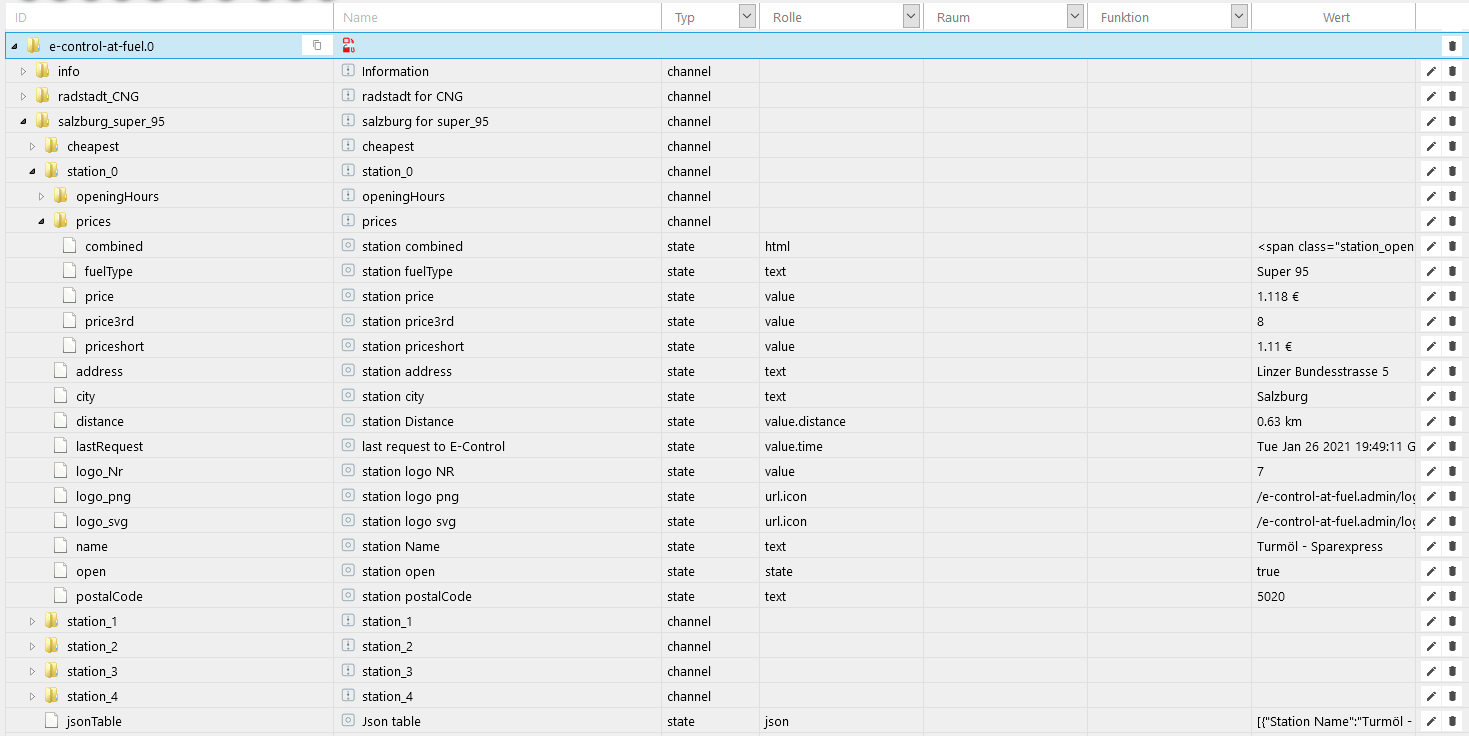 ID Name Typ Rolle Raum Funktion Wert
e-control-at-fuel.0
info Information channel
radstadt_CNG radstadt for CNG channel
salzburg_super_95 salzburg for super_95 channel
cheapest cheapest channel
station_0 station_0 channel
openingHours openingHours channel
prices prices channel
combined station combined state html <span class="station_open
fuelType station fuelType state text Super 95
price station price state value 1.118 €
price3rd station price3rd state value 8
priceshort station priceshort state value 1.11 €
address station address state text Linzer Bundesstrasse 5
city station city state text Salzburg
distance station Distance state value.distance 0.63 km
lastRequest last request to E-Control state value.time Tue Jan 26 2021 19:49:11 G
logo_Nr station logo NR state value 7
logo_png station logo png state url.icon /e-control-at-fuel.admin/log
logo_svg station logo svg state url.icon /e-control-at-fuel.admin/log
name station Name state text Turmöl - Sparexpress
open station open state state true
postalCode station postalCode state text 5020
station_1 station_1 channel
station_2 station_2 channel
station_3 station_3 channel
station_4 station_4 channel
jsonTable Json table state json [{"Station Name":"Turmöl -